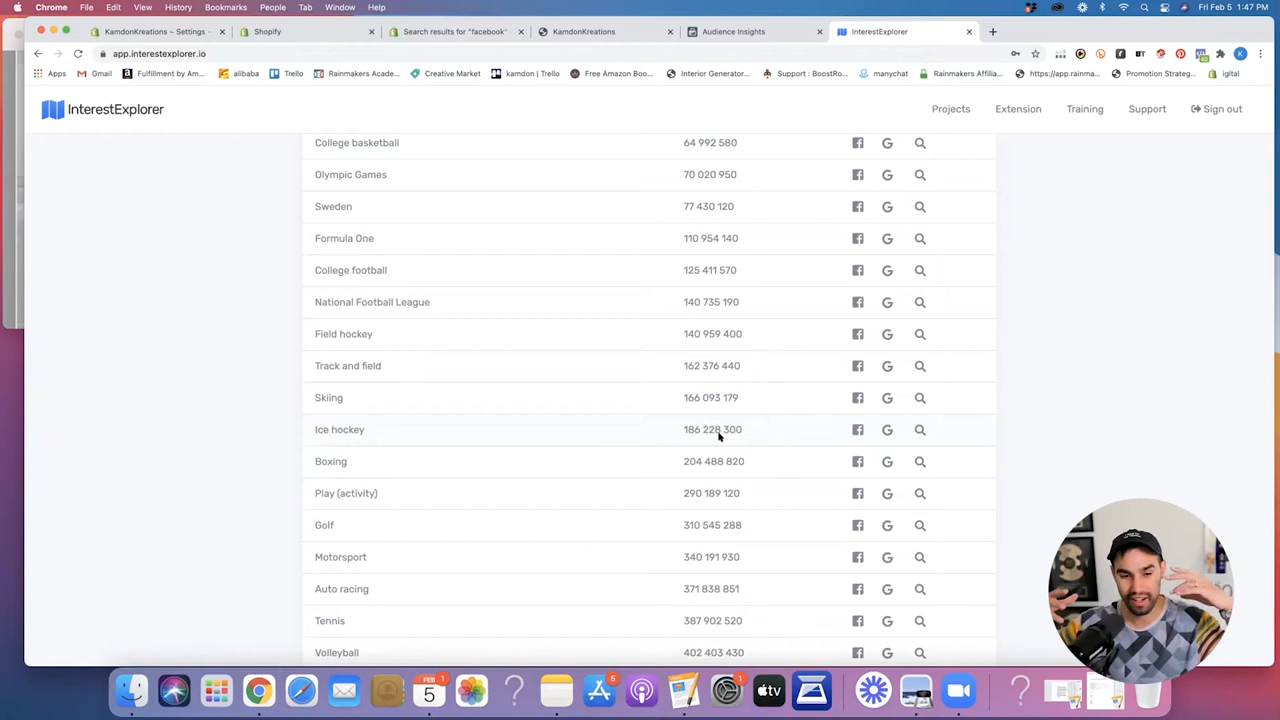 Chrome File Edit View History Bookmarks People Tab Window Help Fri Feb 5 1:47 PM
KamdonKreations ~ Settings - Shopify Search results for "facebook" KamdonKreations Audience Insights InterestExplorer
app.interestexplorer.io
Apps Gmail Fulfillment by Am... alibaba Trello Rainmakers Acade... Creative Market kamdon | Trello Free Amazon Boo... Interior Generator... Support : BoostRo... manychat Rainmakers Affilia... https://app.rainma... Promotion Strateg... igital
InterestExplorer Projects Extension Training Support Sign out
College basketball 64 992 580
Olympic Games 70 020 950
Sweden 77 430 120
Formula One 110 954 140
College football 125 411 570
National Football League 140 735 190
Field hockey 140 959 400
Track and field 162 376 440
Skiing 166 093 179
Ice hockey 186 228 300
Boxing 204 488 820
Play (activity) 290 189 120
Golf 310 545 288
Motorsport 340 191 930
Auto racing 371 838 851
Tennis 387 902 520
Volleyball 402 403 430
FEB 1
5
5
1
tv